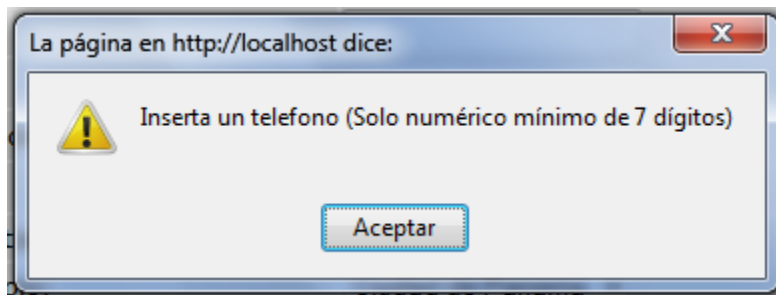 La página en http://localhost dice:
Inserta un telefono (Solo numérico mínimo de 7 dígitos)
Aceptar